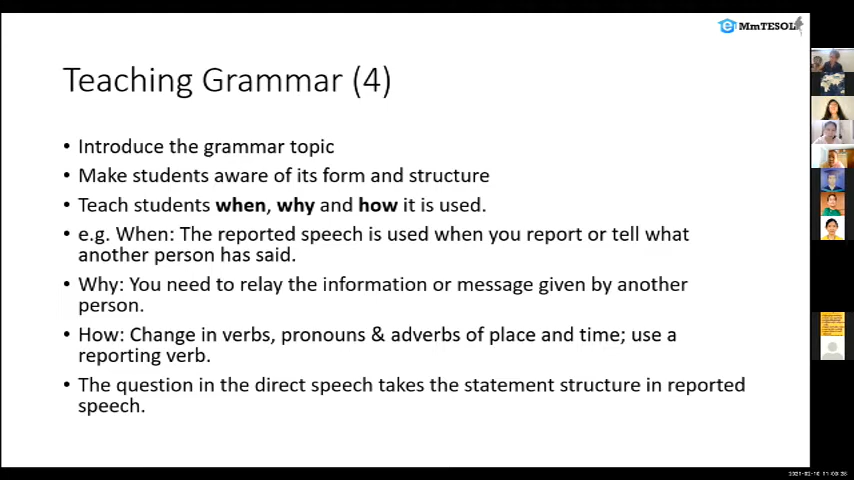 MmTESOL
Teaching Grammar (4)
• Introduce the grammar topic
• Make students aware of its form and structure
• Teach students when, why and how it is used.
• e.g. When: The reported speech is used when you report or tell what
another person has said.
• Why: You need to relay the information or message given by another
person.
• How: Change in verbs, pronouns & adverbs of place and time; use a
reporting verb.
• The question in the direct speech takes the statement structure in reported
speech.